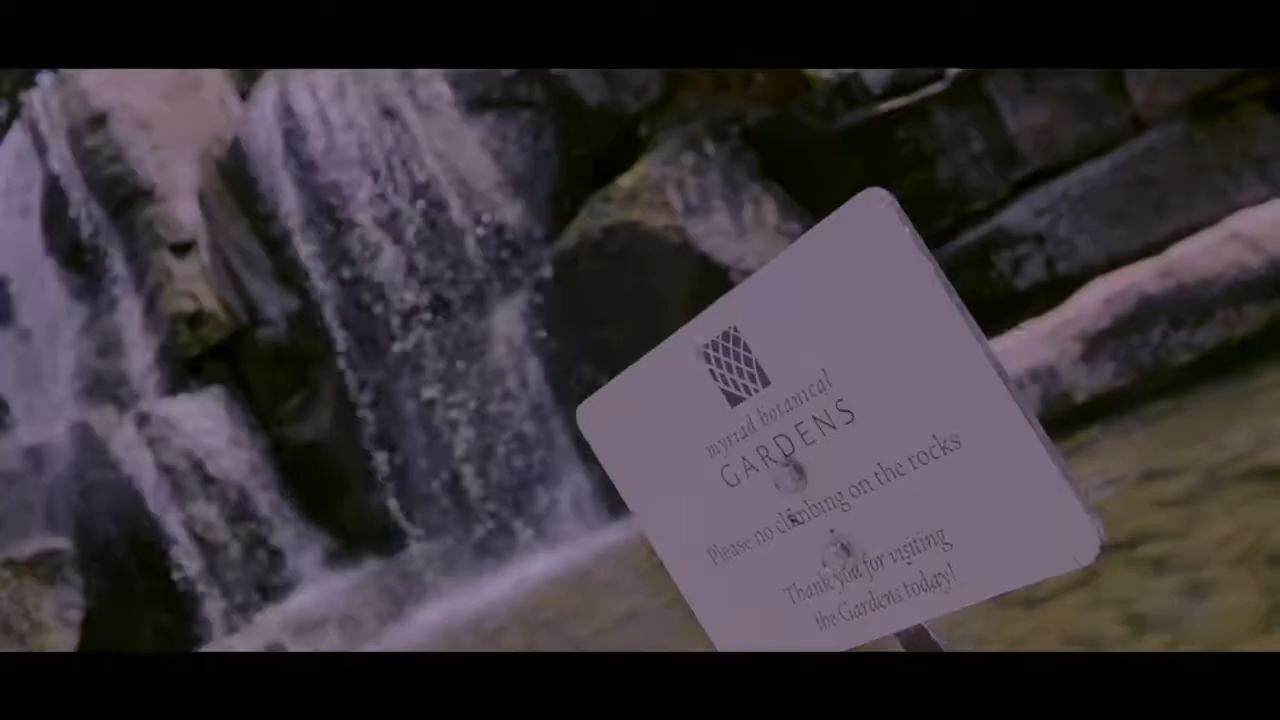 myriad botanical
GARDENS
Please no climbing on the rocks
Thank you for visiting
the Gardens today!